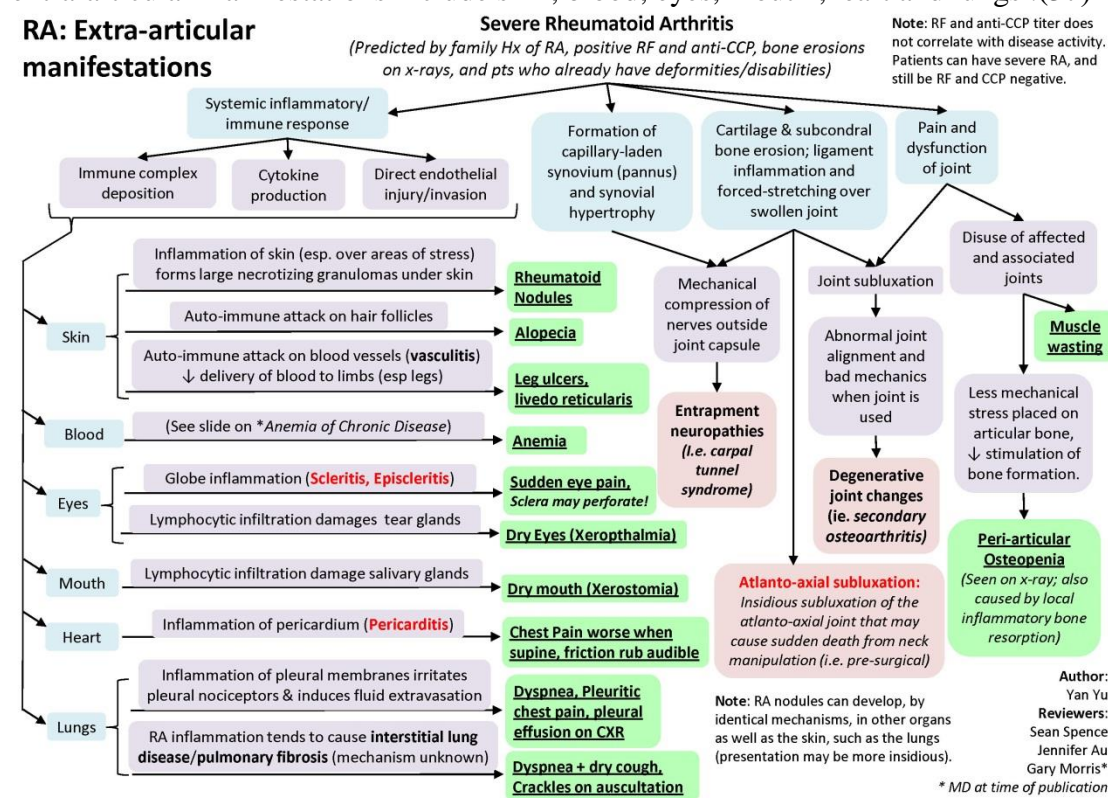 RA: Extra-articular
manifestations
Severe Rheumatoid Arthritis
(Predicted by family Hx of RA, positive RF and anti-CCP, bone erosions
on x-rays, and pts who already have deformities/disabilities)
Note: RF and anti-CCP titer does
not correlate with disease activity.
Patients can have severe RA, and
still be RF and CCP negative.
Systemic inflammatory/
immune response
Immune complex
deposition
Cytokine
production
Direct endothelial
injury/invasion
Formation of
capillary-laden
synovium (pannus)
and synovial
hypertrophy
Cartilage & subcondral
bone erosion; ligament
inflammation and
forced-stretching over
swollen joint
Pain and
dysfunction
of joint
Skin
Inflammation of skin (esp. over areas of stress)
forms large necrotizing granulomas under skin
Rheumatoid
Nodules
Auto-immune attack on hair follicles
Alopecia
Auto-immune attack on blood vessels (vasculitis)
↓ delivery of blood to limbs (esp legs)
Leg ulcers,
livedo reticularis
Blood
(See slide on *Anemia of Chronic Disease)
Anemia
Eyes
Globe inflammation (Scleritis, Episcleritis)
Sudden eye pain,
Sclera may perforate!
Lymphocytic infiltration damages tear glands
Dry Eyes (Xeropthalmia)
Mouth
Lymphocytic infiltration damage salivary glands
Dry mouth (Xerostomia)
Heart
Inflammation of pericardium (Pericarditis)
Chest Pain worse when
supine, friction rub audible
Lungs
Inflammation of pleural membranes irritates
pleural nociceptors & induces fluid extravasation
Dyspnea, Pleuritic
chest pain, pleural
effusion on CXR
RA inflammation tends to cause interstitial lung
disease/pulmonary fibrosis (mechanism unknown)
Dyspnea + dry cough,
Crackles on auscultation
Mechanical
compression of
nerves outside
joint capsule
Entrapment
neuropathies
(I.e. carpal
tunnel
syndrome)
Joint subluxation
Abnormal joint
alignment and
bad mechanics
when joint is
used
Degenerative
joint changes
(ie. secondary
osteoarthritis)
Disuse of affected
and associated
joints
Muscle
wasting
Less mechanical
stress placed on
articular bone,
↓ stimulation of
bone formation.
Peri-articular
Osteopenia
(Seen on x-ray; also
caused by local
inflammatory bone
resorption)
Atlanto-axial subluxation:
Insidious subluxation of the
atlanto-axial joint that may
cause sudden death from neck
manipulation (i.e. pre-surgical)
Note: RA nodules can develop, by
identical mechanisms, in other organs
as well as the skin, such as the lungs
(presentation may be more insidious).
Author:
Yan Yu
Reviewers:
Sean Spence
Jennifer Au
Gary Morris*
* MD at time of publication